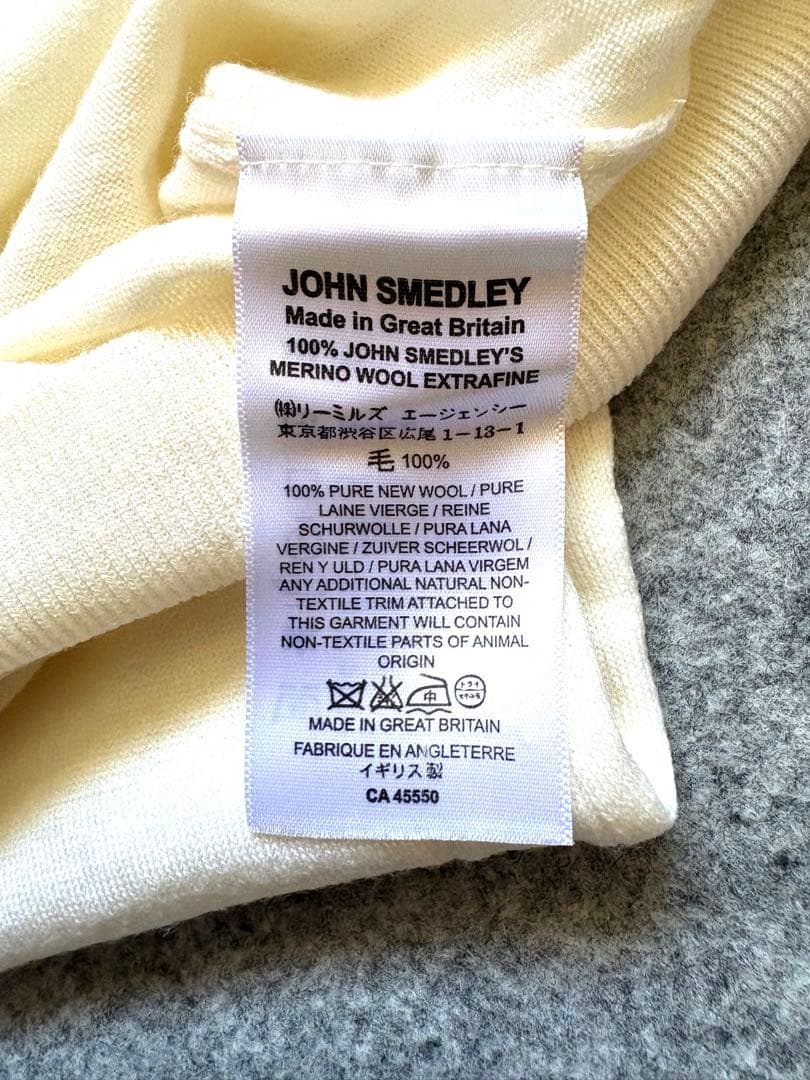 JOHN SMEDLEY
Made in Great Britain
100% JOHN SMEDLEY'S
MERINO WOOL EXTRAFINE
㈱リーミルズ エージェンシー
東京都渋谷区広尾1-13-1
毛 100%
100% PURE NEW WOOL / PURE
LAINE VIERGE / REINE
SCHURWOLLE / PURA LANA
VERGINE / ZUIVER SCHEERWOL /
REN Y ULD / PURA LANA VIRGEM
ANY ADDITIONAL NATURAL NON-
TEXTILE TRIM ATTACHED TO
THIS GARMENT WILL CONTAIN
NON-TEXTILE PARTS OF ANIMAL
ORIGIN
中 ドライ
MADE IN GREAT BRITAIN
FABRIQUE EN ANGLETERRE
イギリス製
CA 45550